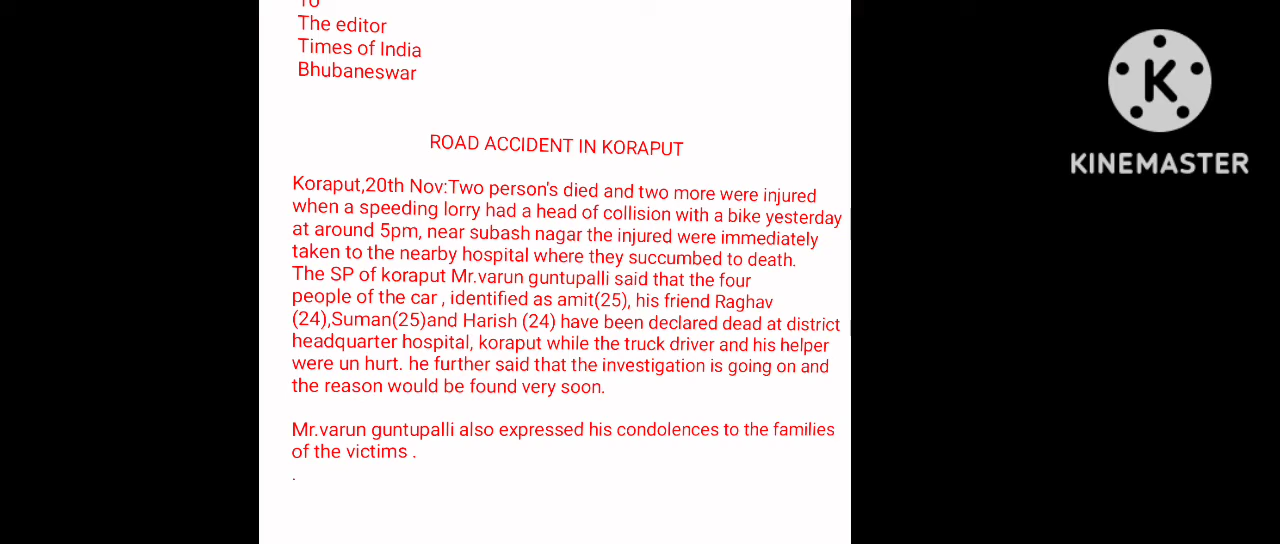 To
The editor
Times of India
Bhubaneswar
ROAD ACCIDENT IN KORAPUT
Koraput,20th Nov:Two person's died and two more were injured
when a speeding lorry had a head of collision with a bike yesterday
at around 5pm, near subash nagar the injured were immediately
taken to the nearby hospital where they succumbed to death.
The SP of koraput Mr.varun guntupalli said that the four
people of the car , identified as amit(25), his friend Raghav
(24),Suman(25)and Harish (24) have been declared dead at district
headquarter hospital, koraput while the truck driver and his helper
were un hurt. he further said that the investigation is going on and
the reason would be found very soon.
Mr.varun guntupalli also expressed his condolences to the families
of the victims .
.
K
KINEMASTER